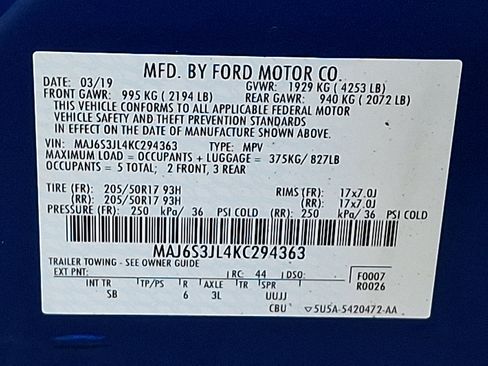 MFD. BY FORD MOTOR CO.
DATE: 03/19 GVWR: 1929 KG ( 4253 LB)
FRONT GAWR: 995 KG ( 2194 LB) REAR GAWR: 940 KG ( 2072 LB)
THIS VEHICLE CONFORMS TO ALL APPLICABLE FEDERAL MOTOR
VEHICLE SAFETY AND THEFT PREVENTION STANDARDS
IN EFFECT ON THE DATE OF MANUFACTURE SHOWN ABOVE.
VIN: MAJ6S3JL4KC294363 TYPE: MPV
MAXIMUM LOAD = OCCUPANTS + LUGGAGE = 375KG/ 827LB
OCCUPANTS = 5 TOTAL; 2 FRONT, 3 REAR
TIRE (FR): 205/50R17 93H RIMS (FR): 17x7.0J
(RR): 205/50R17 93H (RR): 17x7.0J
PRESSURE (FR): 250 kPa/ 36 PSI COLD (RR): 250 kPa/ 36 PSI COLD
MAJ6S3JL4KC294363
TRAILER TOWING - SEE OWNER GUIDE
EXT PNT: RC: 44 DSO: F0007
R0026
INT TR TP/PS R AXLE TR SPR
SB 6 3L UUJJ
CBU 5U5A-5420472-AA